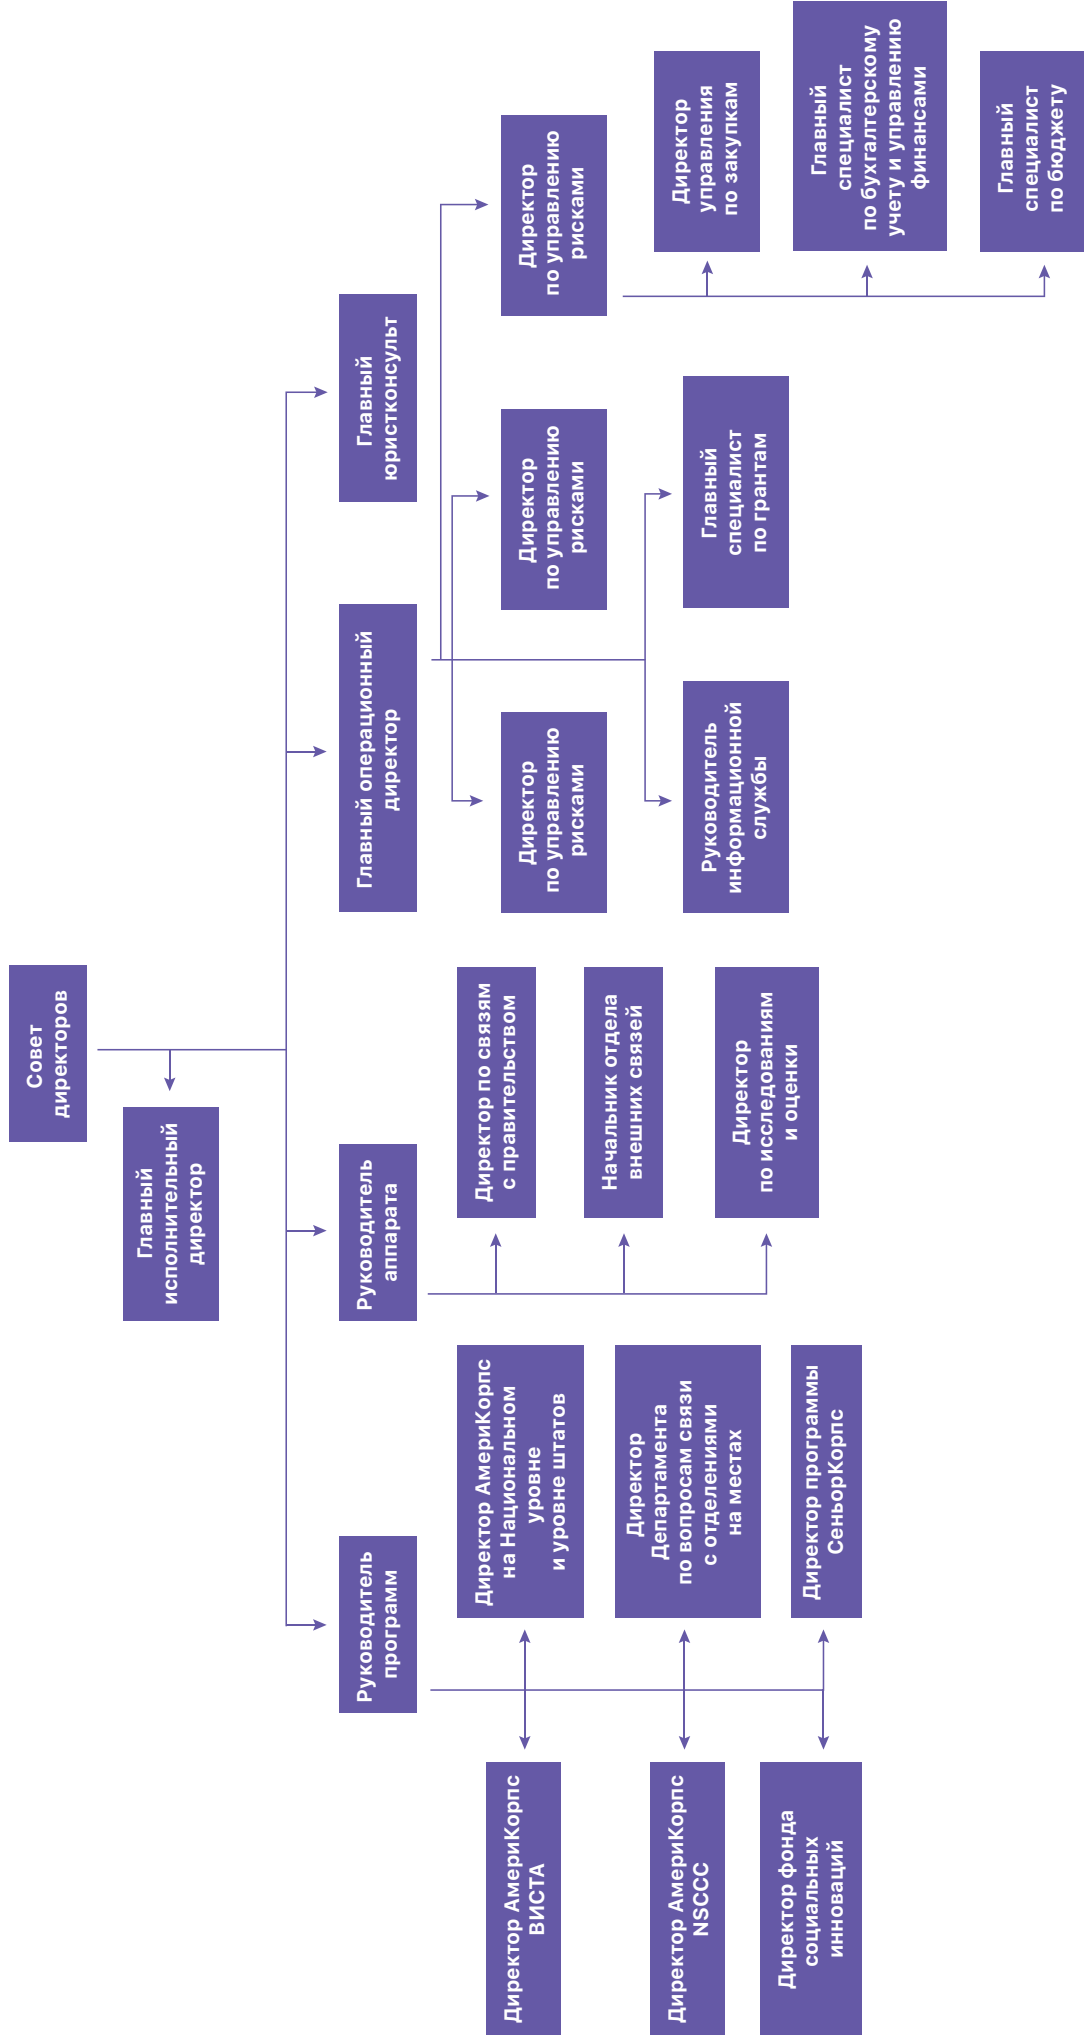 Совет
директоров
Главный
исполнительный
директор
Руководитель
программ
Руководитель
аппарата
Главный операционный
директор
Главный
юристконсульт
Директор АмериКорпс
ВИСТА
Директор АмериКорпс
на Национальном
уровне
и уровне штатов
Директор АмериКорпс
NSCCC
Директор
Департамента
по вопросам связи
с отделениями
на местах
Директор фонда
социальных
инноваций
Директор программы
СеньорКорпс
Директор по связям
с правительством
Начальник отдела
внешних связей
Директор
по исследованиям
и оценки
Директор
по управлению
рисками
Директор
по управлению
рисками
Директор
по управлению
рисками
Руководитель
информационной
службы
Главный
специалист
по грантам
Директор
управления
по закупкам
Главный
специалист
по бухгалтерскому
учету и управлению
финансами
Главный
специалист
по бюджету